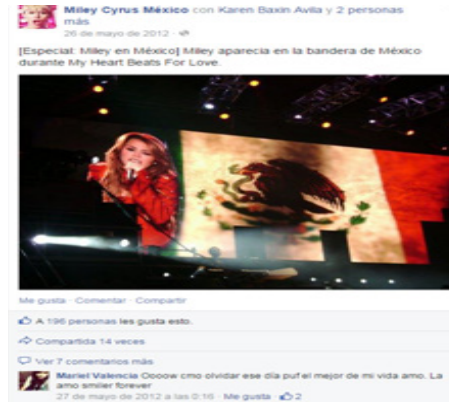 Miley Cyrus México con Karen Baxin Avila y 2 personas
más
26 de mayo de 2012 ·
[Especial: Miley en México] Miley aparecia en la bandera de México
durante My Heart Beats For Love.
Me gusta · Comentar · Compartir
A 196 personas les gusta esto.
Compartida 14 veces
Ver 7 comentarios más
Mariel Valencia Oooow cmo olvidar ese día puf el mejor de mi vida amo. La
amo smiler forever
27 de mayo de 2012 a las 0:16 · Me gusta · 2